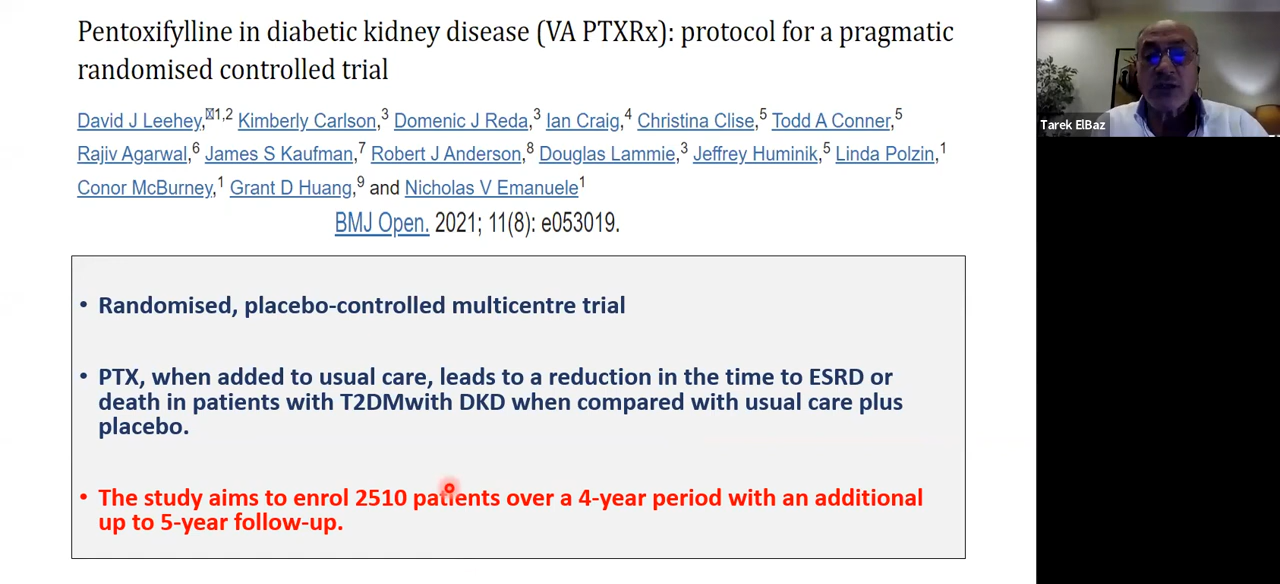 Pentoxifylline in diabetic kidney disease (VA PTXRx): protocol for a pragmatic
randomised controlled trial
David J Leehey,1,2 Kimberly Carlson,3 Domenic J Reda,3 Ian Craig,4 Christina Clise,5 Todd A Conner,5
Rajiv Agarwal,6 James S Kaufman,7 Robert J Anderson,8 Douglas Lammie,3 Jeffrey Huminik,5 Linda Polzin,1
Conor McBurney,1 Grant D Huang,9 and Nicholas V Emanuele1
BMJ Open. 2021; 11(8): e053019.
• Randomised, placebo-controlled multicentre trial
• PTX, when added to usual care, leads to a reduction in the time to ESRD or
death in patients with T2DMwith DKD when compared with usual care plus
placebo.
• The study aims to enrol 2510 patients over a 4-year period with an additional
up to 5-year follow-up.
Tarek ElBaz